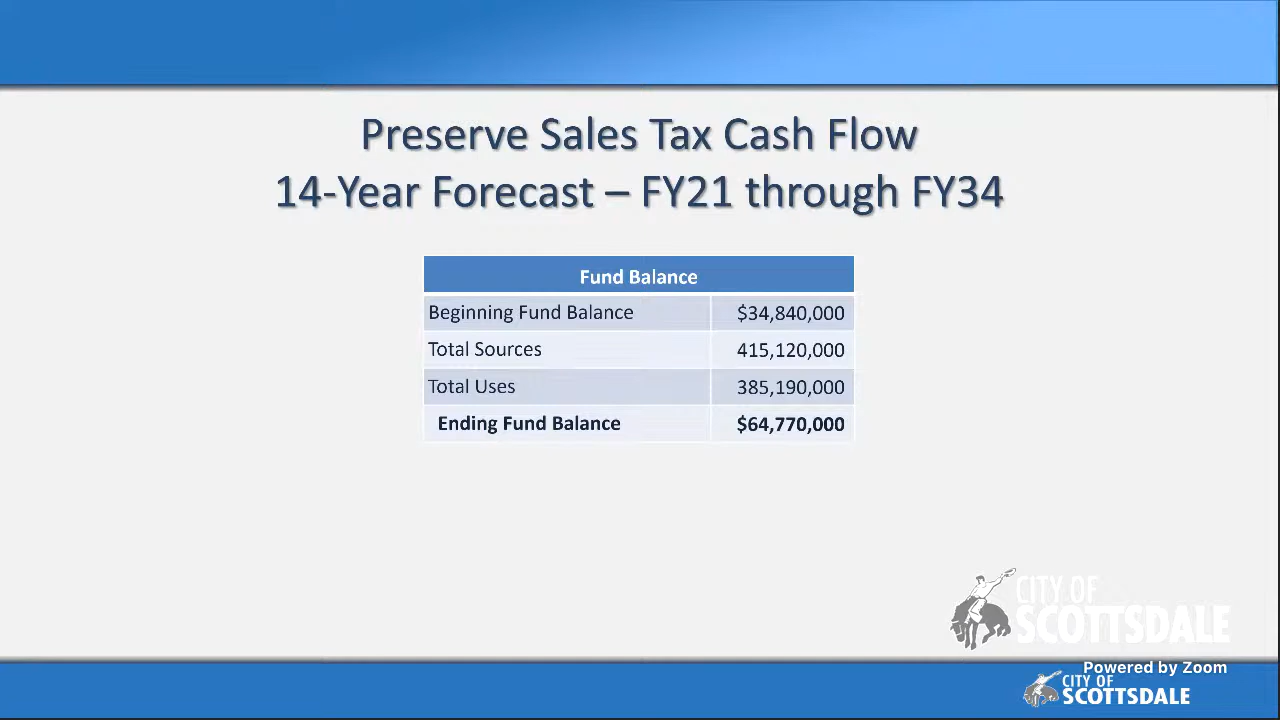 Preserve Sales Tax Cash Flow
14-Year Forecast – FY21 through FY34
Fund Balance
Beginning Fund Balance $34,840,000
Total Sources 415,120,000
Total Uses 385,190,000
Ending Fund Balance $64,770,000
CITY OF
SCOTTSDALE
Powered by Zoom
CITY OF
SCOTTSDALE